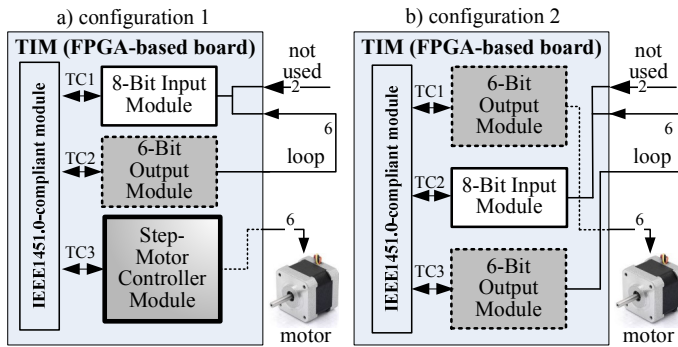 a) configuration 1
TIM (FPGA-based board)
IEEE1451.0-compliant module
TC1
8-Bit Input
Module
not
used
2
6
TC2
6-Bit
Output
Module
loop
TC3
Step-
Motor
Controller
Module
6
motor
b) configuration 2
TIM (FPGA-based board)
IEEE1451.0-compliant module
TC1
6-Bit
Output
Module
not
used
2
6
TC2
8-Bit Input
Module
loop
TC3
6-Bit
Output
Module
6
motor